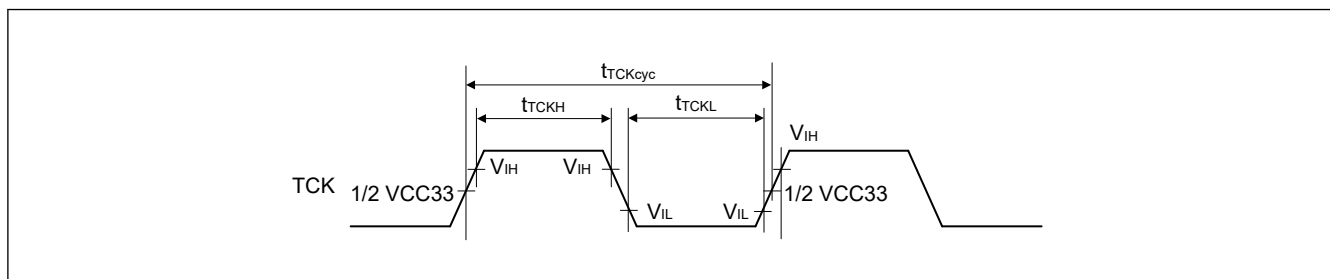 tTCKcyc
tTCKH
tTCKL
VIH
TCK
1/2 VCC33
VIH
VIH
VIL
VIL
1/2 VCC33